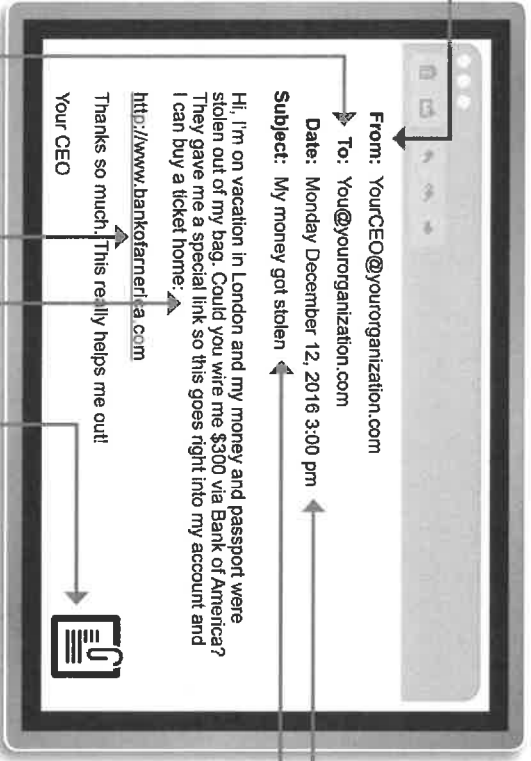 From: YourCEO@yourorganization.com
To: You@yourorganization.com
Date: Monday December 12, 2016 3:00 pm
Subject: My money got stolen
Hi, I'm on vacation in London and my money and passport were
stolen out of my bag. Could you wire me $300 via Bank of America?
They gave me a special link so this goes right into my account and
I can buy a ticket home:
http://www.bankofarnerica.com
Thanks so much. This really helps me out!
Your CEO